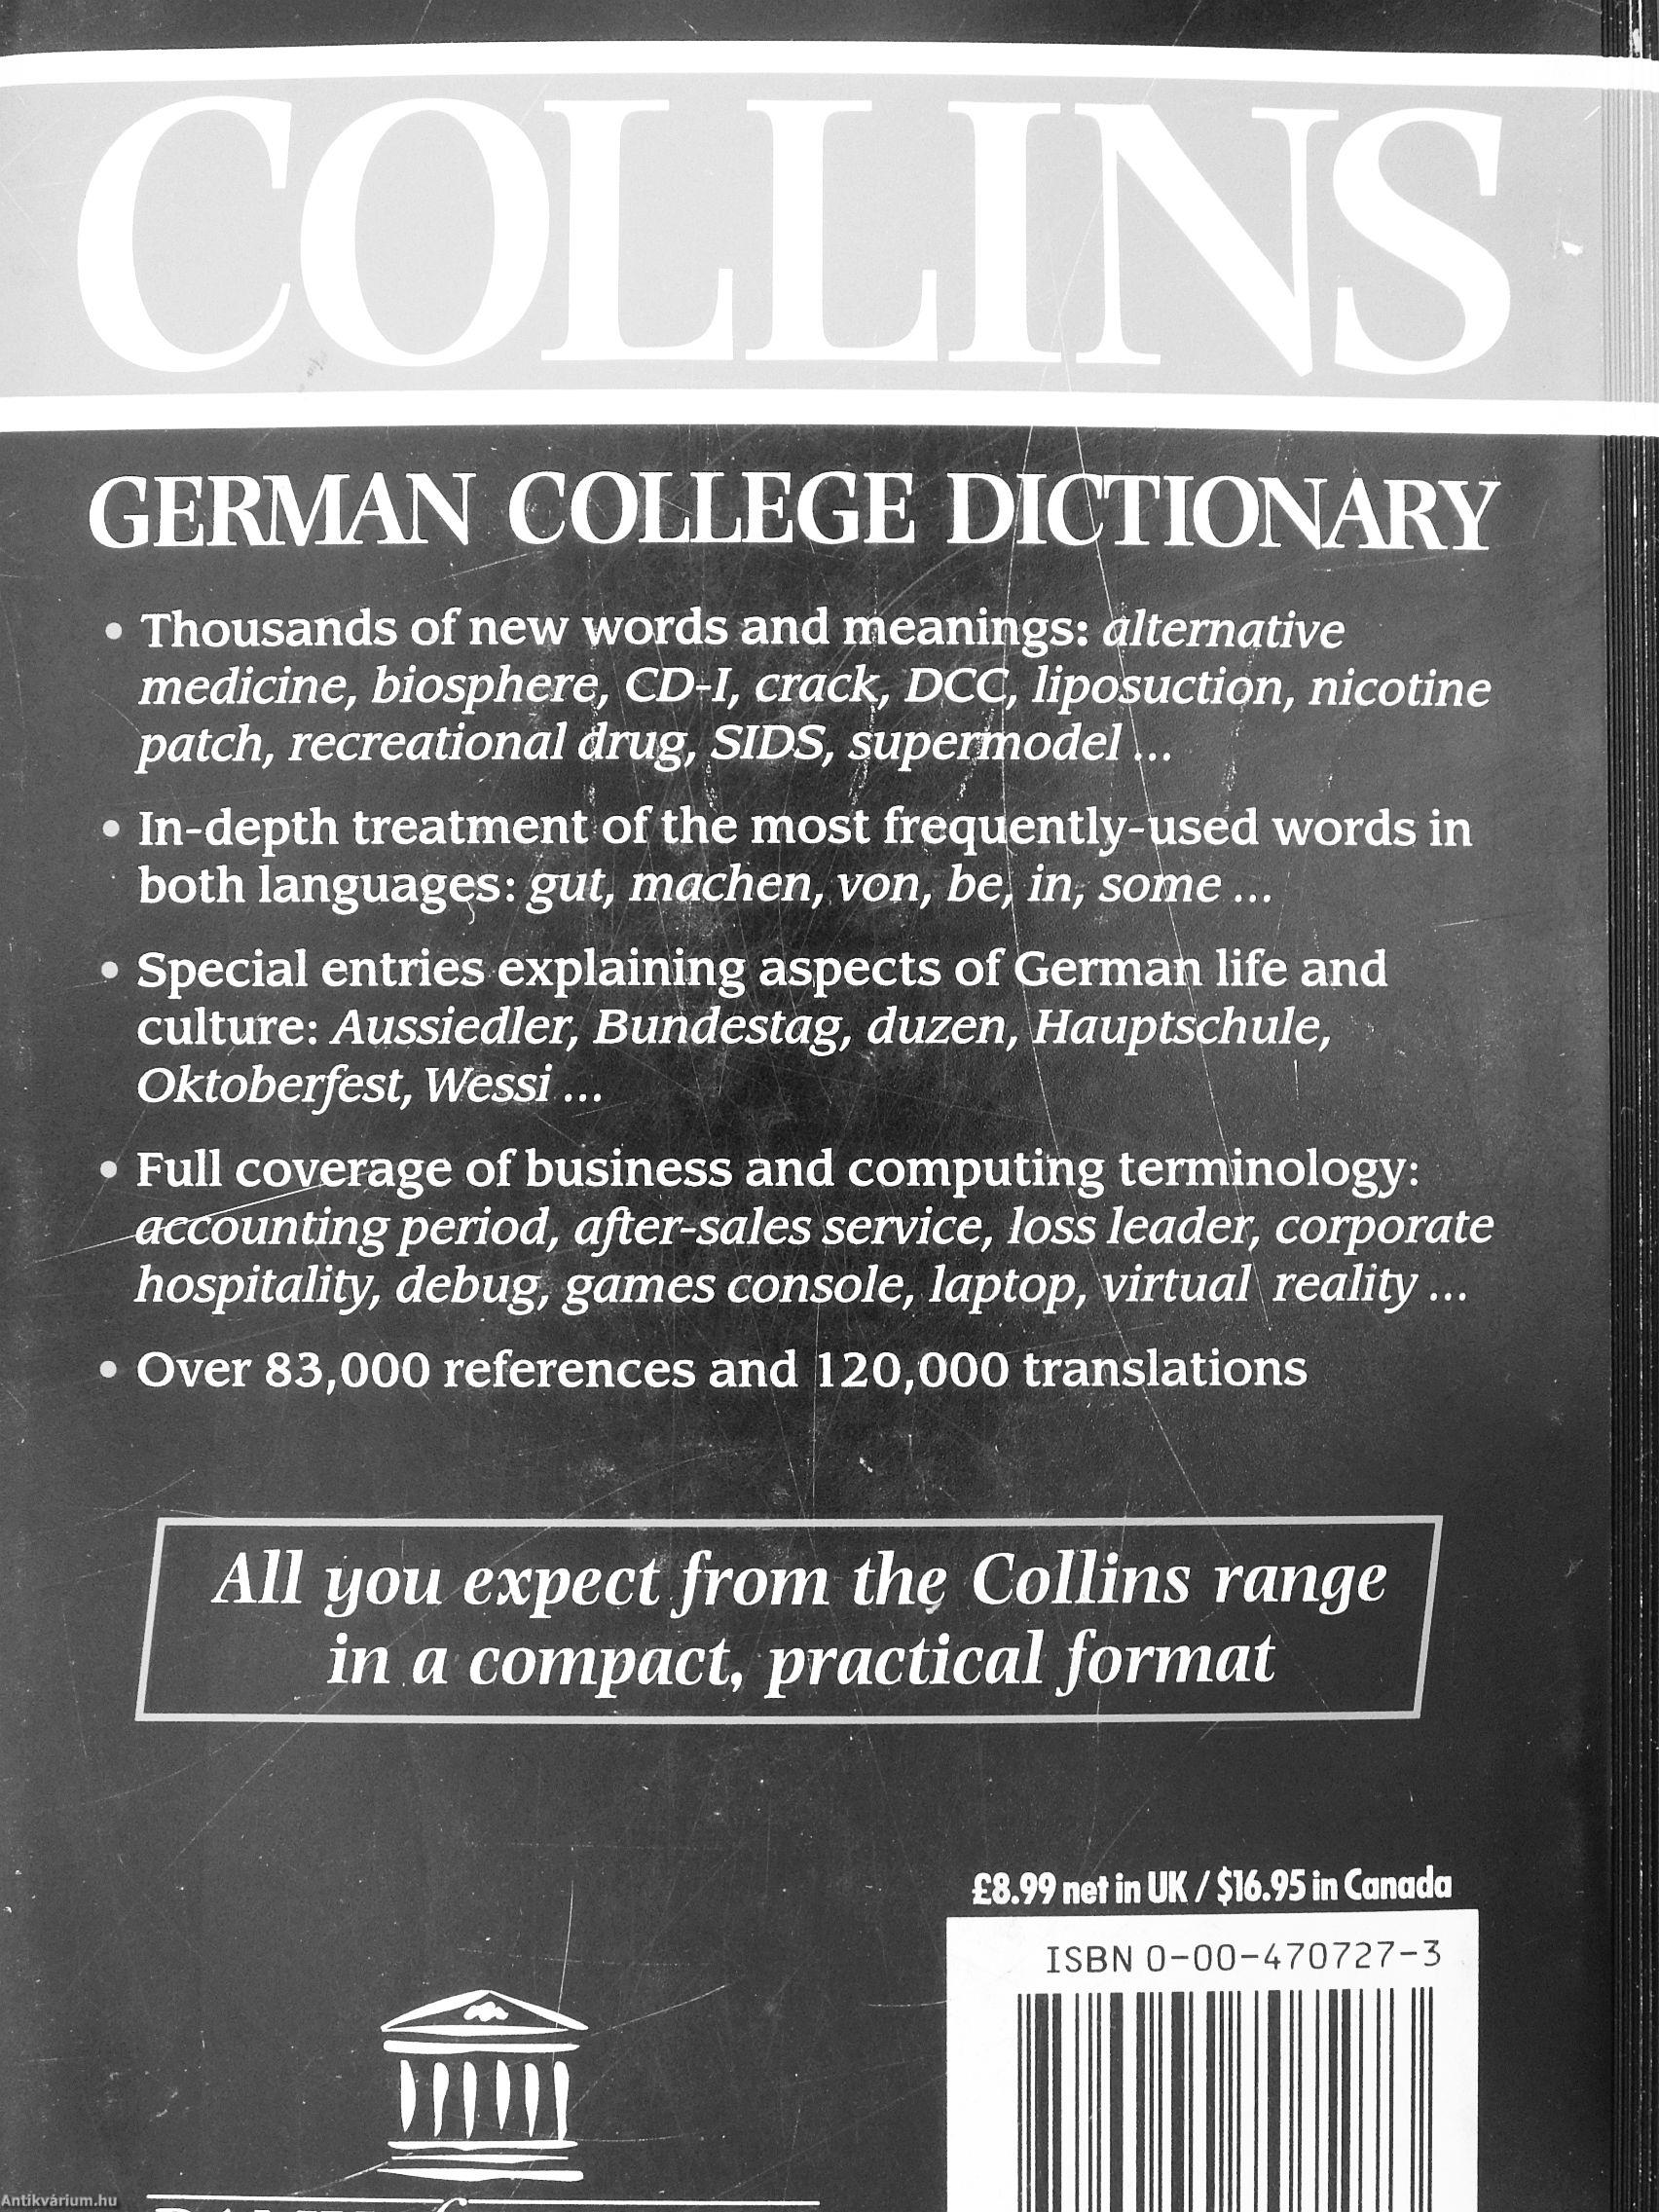 COLLINS
GERMAN COLLEGE DICTIONARY
• Thousands of new words and meanings: alternative
medicine, biosphere, CD-I, crack, DCC, liposuction, nicotine
patch, recreational drug, SIDS, supermodel ...
• In-depth treatment of the most frequently-used words in
both languages: gut, machen, von, be, in, some ...
• Special entries explaining aspects of German life and
culture: Aussiedler, Bundestag, duzen, Hauptschule,
Oktoberfest, Wessi ...
• Full coverage of business and computing terminology:
accounting period, after-sales service, loss leader, corporate
hospitality, debug, games console, laptop, virtual reality ...
• Over 83,000 references and 120,000 translations
All you expect from the Collins range
in a compact, practical format
£8.99 net in UK / $16.95 in Canada
ISBN 0-00-470727-3
Antikvárium.hu